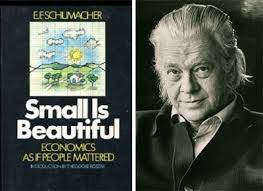 E.F. SCHUMACHER
Small Is
Beautiful
ECONOMICS
AS IF PEOPLE MATTERED
INTRODUCTION BY THEODORE ROSZAK